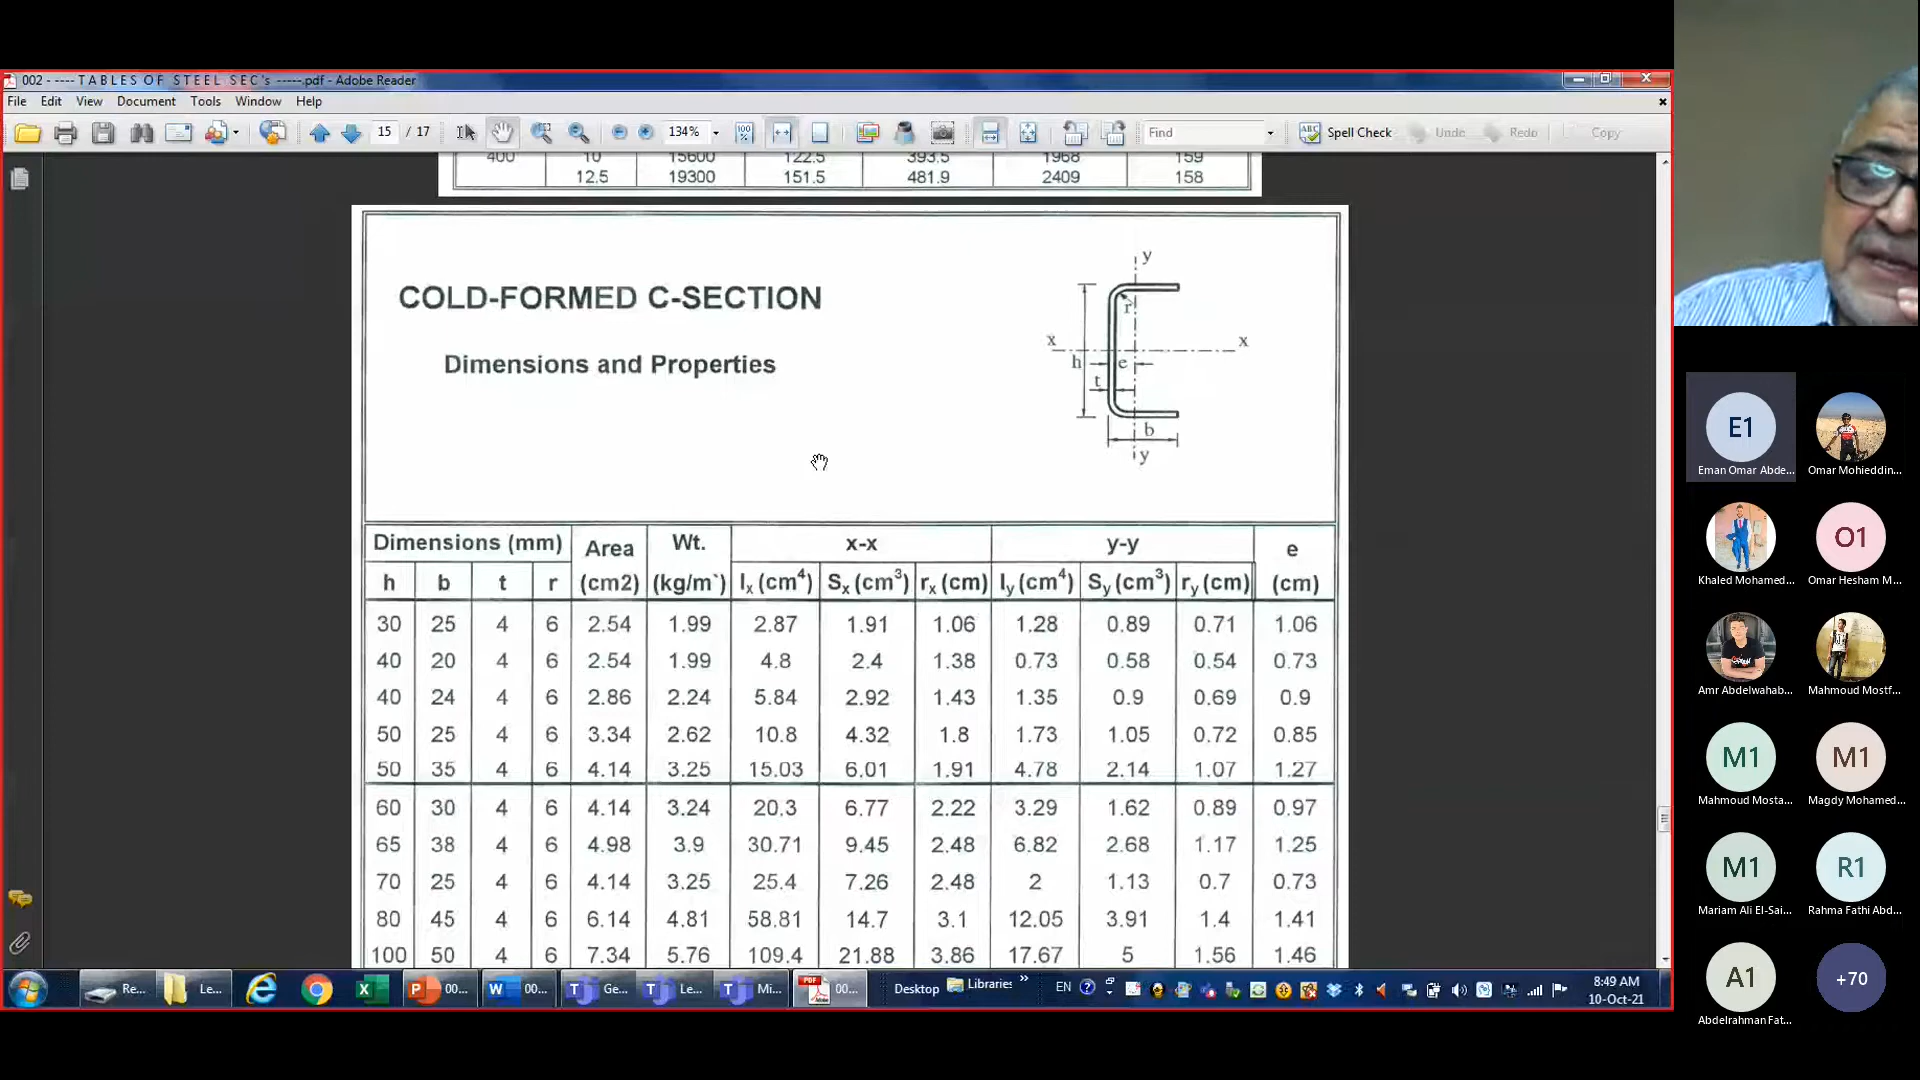 002 - ---- T A B L E S O F S T E E L S E C ' s -----.pdf - Adobe Reader
File Edit View Document Tools Window Help
15 / 17 134% Find Spell Check Undo Redo Copy
400 10 15600 122.5 393.5 1968 159
12.5 19300 151.5 481.9 2409 158
COLD-FORMED C-SECTION
Dimensions and Properties
y
r
x x
h e
t
b
y
Dimensions (mm) Area (cm2) Wt. (kg/m`) x-x y-y e (cm)
h b t r Ix (cm4) Sx (cm3) rx (cm) Iy (cm4) Sy (cm3) ry (cm)
30 25 4 6 2.54 1.99 2.87 1.91 1.06 1.28 0.89 0.71 1.06
40 20 4 6 2.54 1.99 4.8 2.4 1.38 0.73 0.58 0.54 0.73
40 24 4 6 2.86 2.24 5.84 2.92 1.43 1.35 0.9 0.69 0.9
50 25 4 6 3.34 2.62 10.8 4.32 1.8 1.73 1.05 0.72 0.85
50 35 4 6 4.14 3.25 15.03 6.01 1.91 4.78 2.14 1.07 1.27
60 30 4 6 4.14 3.24 20.3 6.77 2.22 3.29 1.62 0.89 0.97
65 38 4 6 4.98 3.9 30.71 9.45 2.48 6.82 2.68 1.17 1.25
70 25 4 6 4.14 3.25 25.4 7.26 2.48 2 1.13 0.7 0.73
80 45 4 6 6.14 4.81 58.81 14.7 3.1 12.05 3.91 1.4 1.41
100 50 4 6 7.34 5.76 109.4 21.88 3.86 17.67 5 1.56 1.46
Re... Le... 00... 00... Ge... Le... Mi... 00... Desktop Libraries EN 8:49 AM
10-Oct-21
E1
Eman Omar Abde... Omar Mohieddin...
O1
Khaled Mohamed... Omar Hesham M...
Amr Abdelwahab... Mahmoud Mostf...
M1 M1
Mahmoud Mosta... Magdy Mohamed...
M1 R1
Mariam Ali El-Sai... Rahma Fathi Abd...
A1 +70
Abdelrahman Fat...